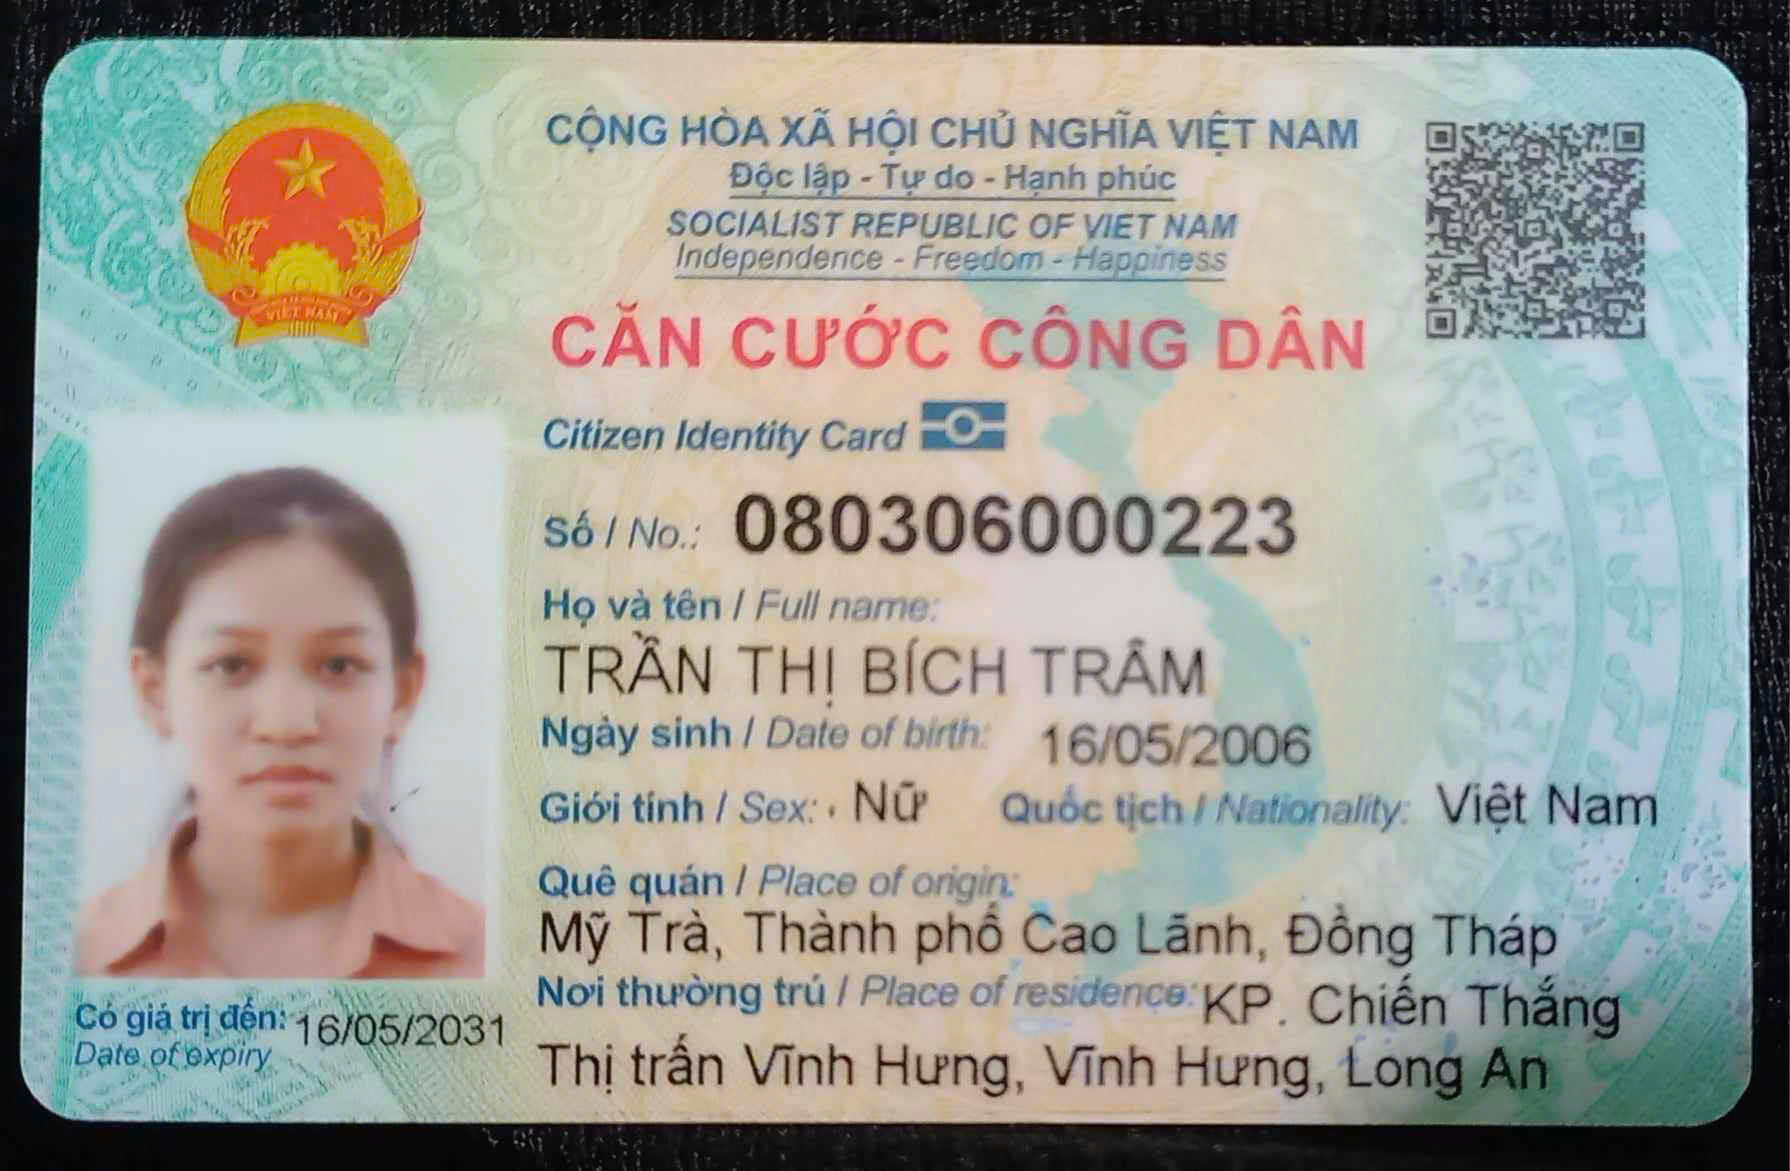 CỘNG HÒA XÃ HỘI CHỦ NGHĨA VIỆT NAM
Độc lập - Tự do - Hạnh phúc
SOCIALIST REPUBLIC OF VIET NAM
Independence - Freedom - Happiness
CĂN CƯỚC CÔNG DÂN
Citizen Identity Card
Số / No.: 080306000223
Họ và tên / Full name:
TRẦN THỊ BÍCH TRÂM
Ngày sinh / Date of birth: 16/05/2006
Giới tính / Sex: Nữ Quốc tịch / Nationality: Việt Nam
Quê quán / Place of origin:
Mỹ Trà, Thành phố Cao Lãnh, Đồng Tháp
Nơi thường trú / Place of residence: KP. Chiến Thắng
Thị trấn Vĩnh Hưng, Vĩnh Hưng, Long An
Có giá trị đến: 16/05/2031
Date of expiry
VIỆT NAM